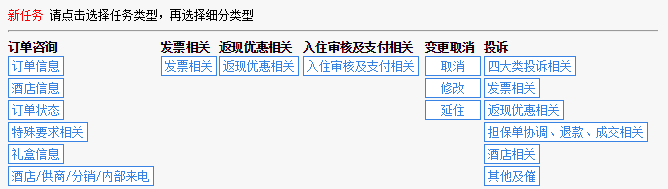 新任务 请点击选择任务类型，再选择细分类型
订单咨询 发票相关 返现优惠相关 入住审核及支付相关 变更取消 投诉
订单信息 发票相关 返现优惠相关 入住审核及支付相关 取消 四大类投诉相关
酒店信息 修改 发票相关
订单状态 延住 返现优惠相关
特殊要求相关 担保单协调、退款、成交相关
礼盒信息 酒店相关
酒店/供商/分销/内部来电 其他及催